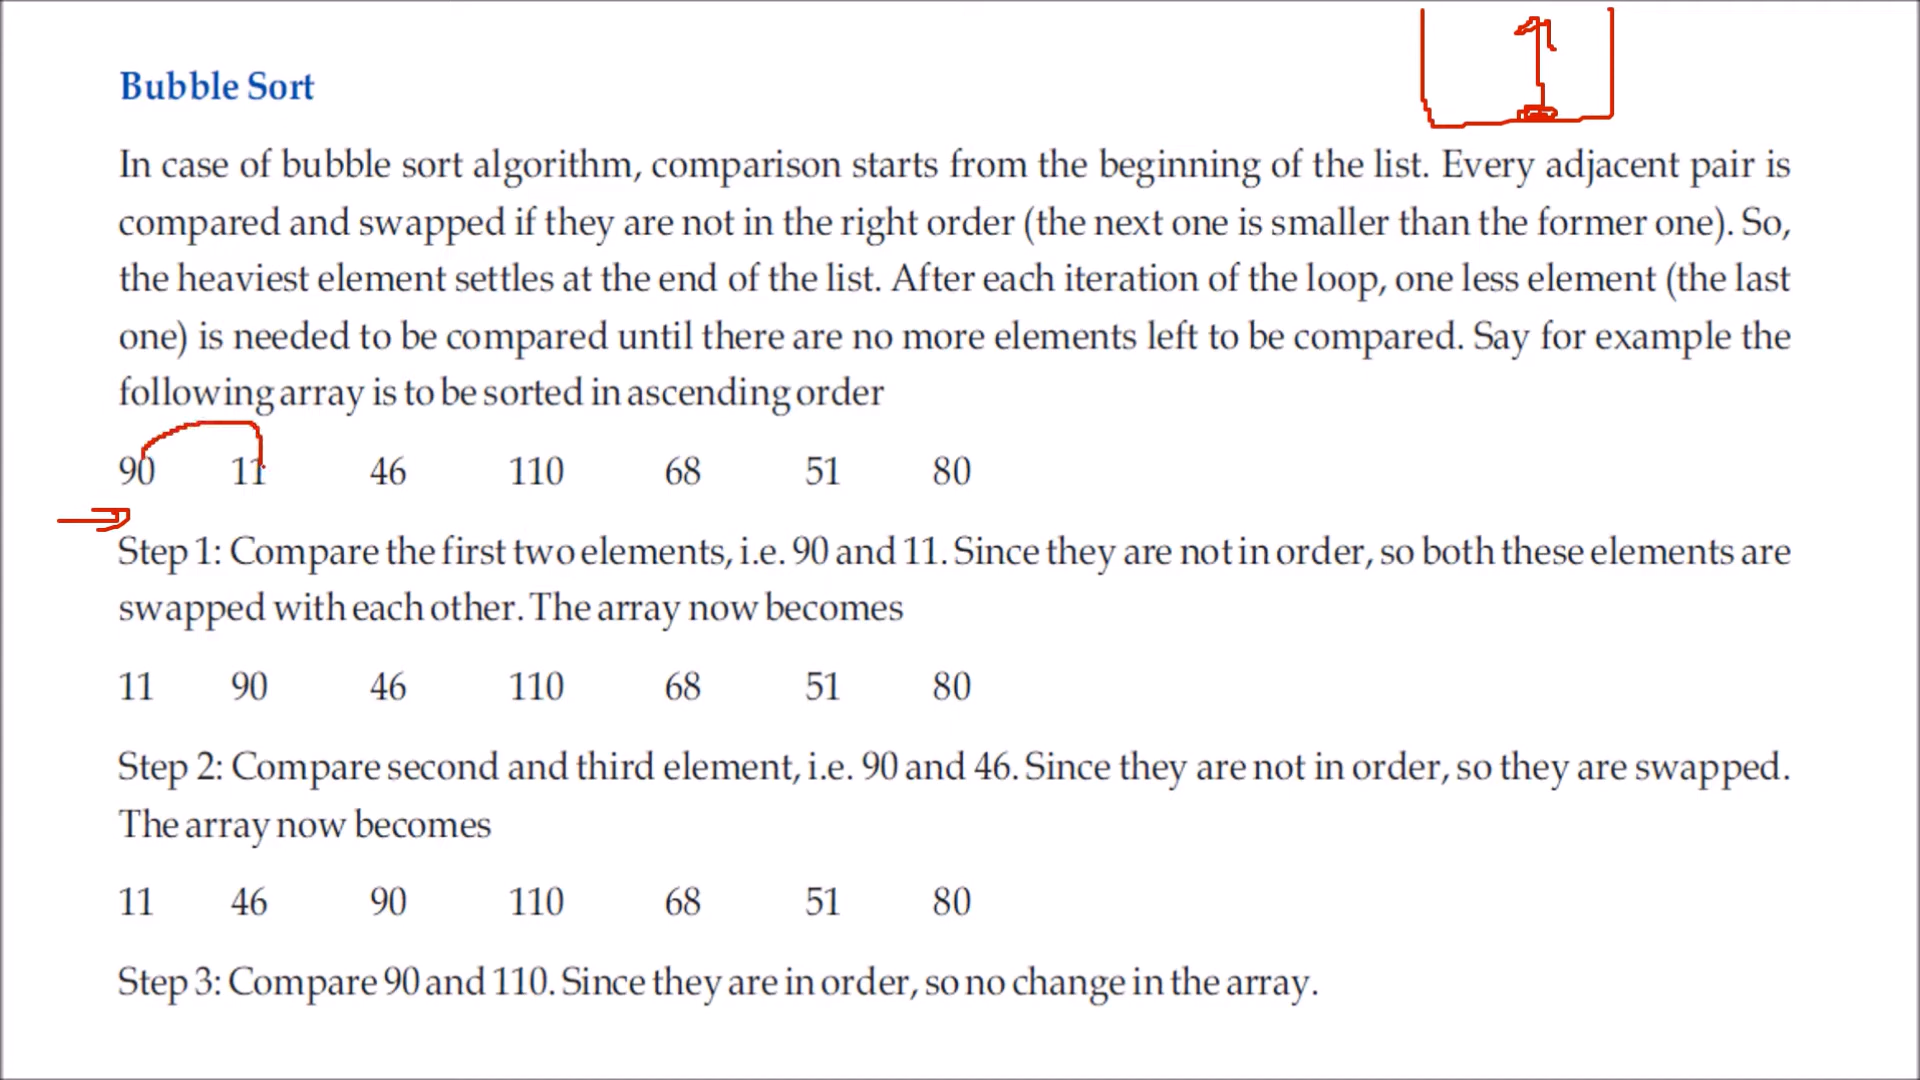 Bubble Sort
In case of bubble sort algorithm, comparison starts from the beginning of the list. Every adjacent pair is
compared and swapped if they are not in the right order (the next one is smaller than the former one). So,
the heaviest element settles at the end of the list. After each iteration of the loop, one less element (the last
one) is needed to be compared until there are no more elements left to be compared. Say for example the
following array is to be sorted in ascending order
90 11 46 110 68 51 80
Step 1: Compare the first two elements, i.e. 90 and 11. Since they are not in order, so both these elements are
swapped with each other. The array now becomes
11 90 46 110 68 51 80
Step 2: Compare second and third element, i.e. 90 and 46. Since they are not in order, so they are swapped.
The array now becomes
11 46 90 110 68 51 80
Step 3: Compare 90 and 110. Since they are in order, so no change in the array.